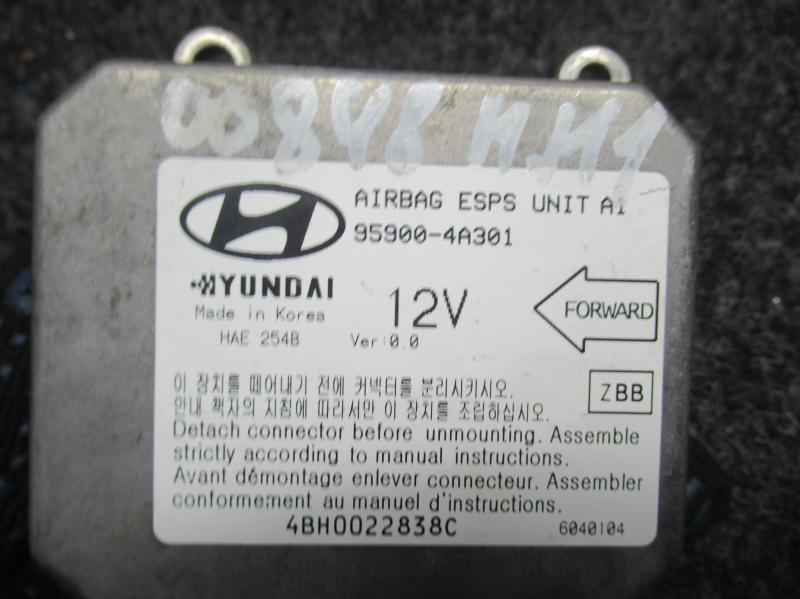 00848 M.M1
AIRBAG ESPS UNIT A1
95900-4A301
HYUNDAI
Made in Korea
HAE 2548
12V
Ver:0.0
FORWARD
이 장치를 떼어내기 전에 커넥터를 분리시키시오.
안내 책자의 지침에 따라서만 이 장치를 조립하십시오.
ZBB
Detach connector before unmounting. Assemble
strictly according to manual instructions.
Avant démontage enlever connecteur. Assembler
conformement au manuel d'instructions.
4BH0022838C
6040104